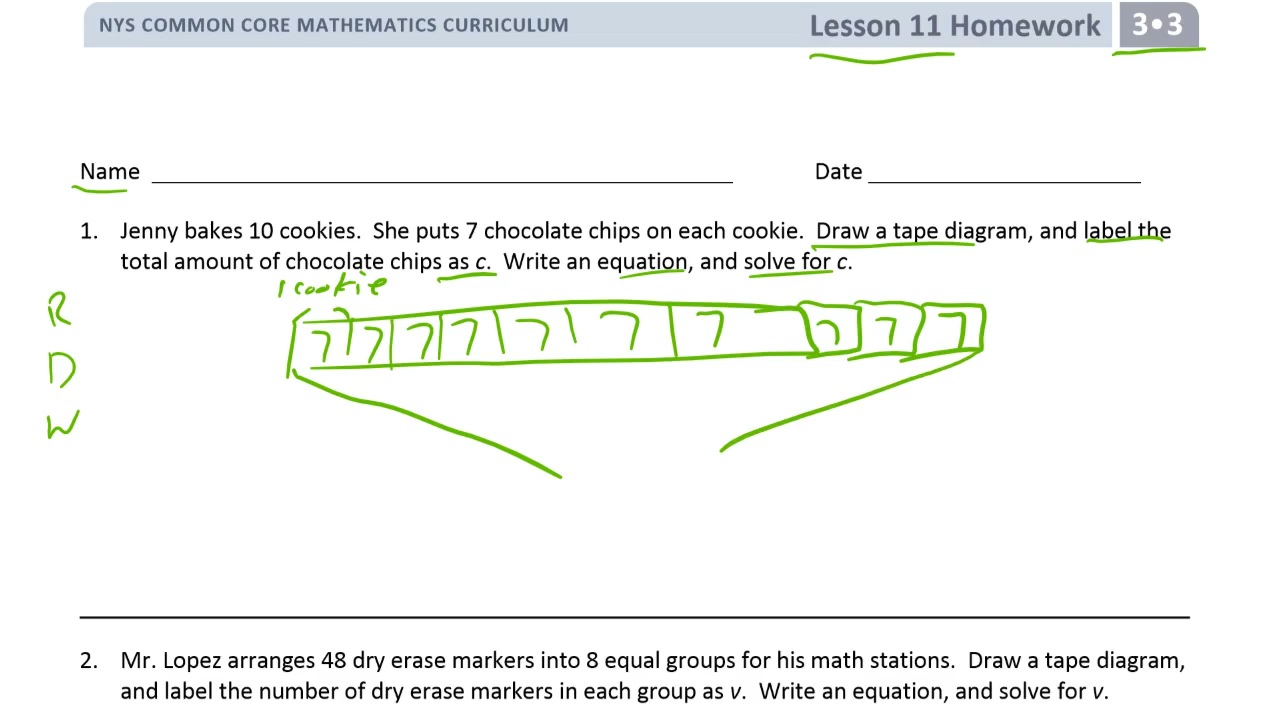 NYS COMMON CORE MATHEMATICS CURRICULUM Lesson 11 Homework 3•3
Name Date
1. Jenny bakes 10 cookies. She puts 7 chocolate chips on each cookie. Draw a tape diagram, and label the
total amount of chocolate chips as c. Write an equation, and solve for c.
1 cookie
R
7 7 7 7 7 7 7 7 7 7
D
W
2. Mr. Lopez arranges 48 dry erase markers into 8 equal groups for his math stations. Draw a tape diagram,
and label the number of dry erase markers in each group as v. Write an equation, and solve for v.